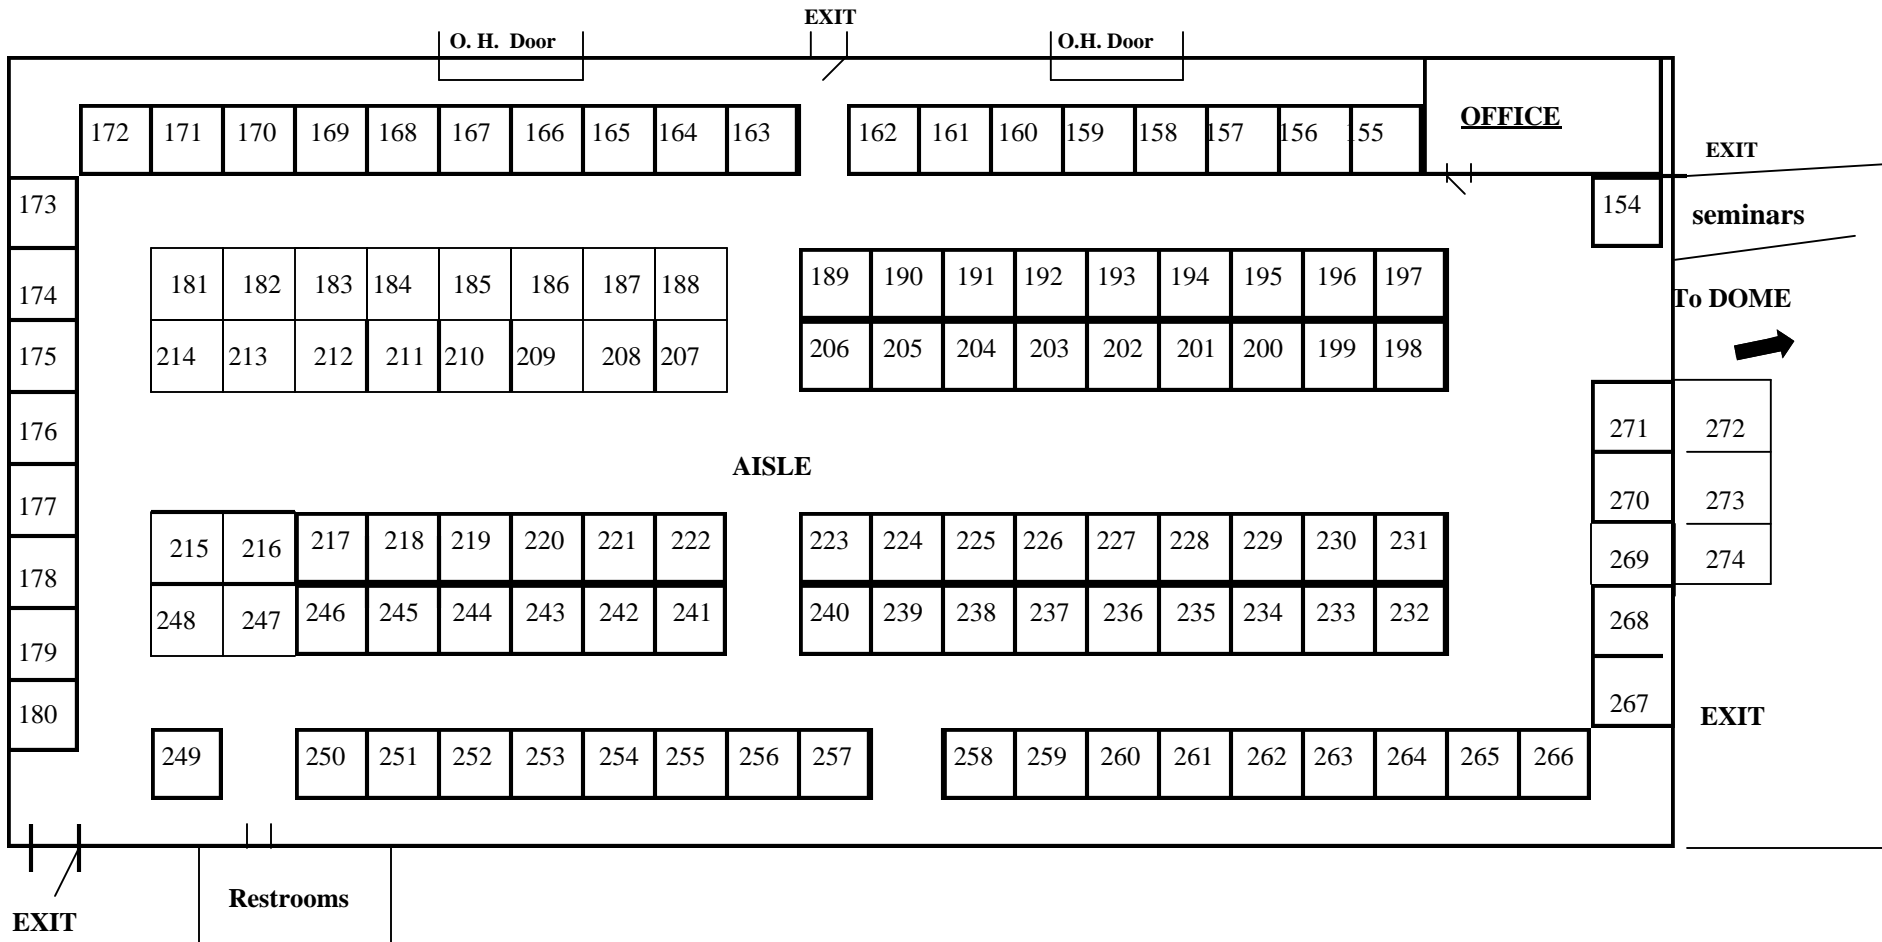 EXIT
O. H. Door
O.H. Door
172 171 170 169 168 167 166 165 164 163 162 161 160 159 158 157 156 155
OFFICE
EXIT
173
154
seminars
174
181 182 183 184 185 186 187 188
189 190 191 192 193 194 195 196 197
To DOME
175
214 213 212 211 210 209 208 207
206 205 204 203 202 201 200 199 198
176
271 272
AISLE
177
270 273
178
215 216 217 218 219 220 221 222
223 224 225 226 227 228 229 230 231
269 274
248 247 246 245 244 243 242 241
240 239 238 237 236 235 234 233 232
268
179
180
267
EXIT
249 250 251 252 253 254 255 256 257
258 259 260 261 262 263 264 265 266
Restrooms
EXIT